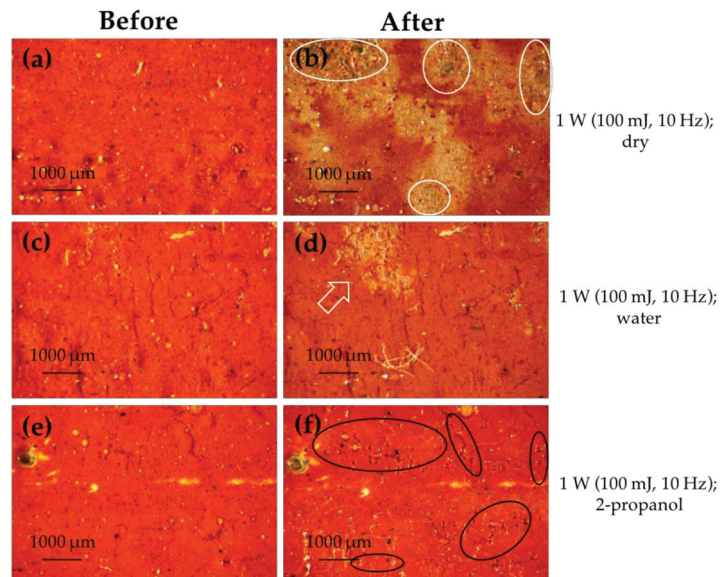 Before After
(a) (b)
1 W (100 mJ, 10 Hz);
dry
1000 μm 1000 μm
(c) (d)
1 W (100 mJ, 10 Hz);
water
1000 μm 1000 μm
(e) (f)
1 W (100 mJ, 10 Hz);
2-propanol
1000 μm 1000 μm